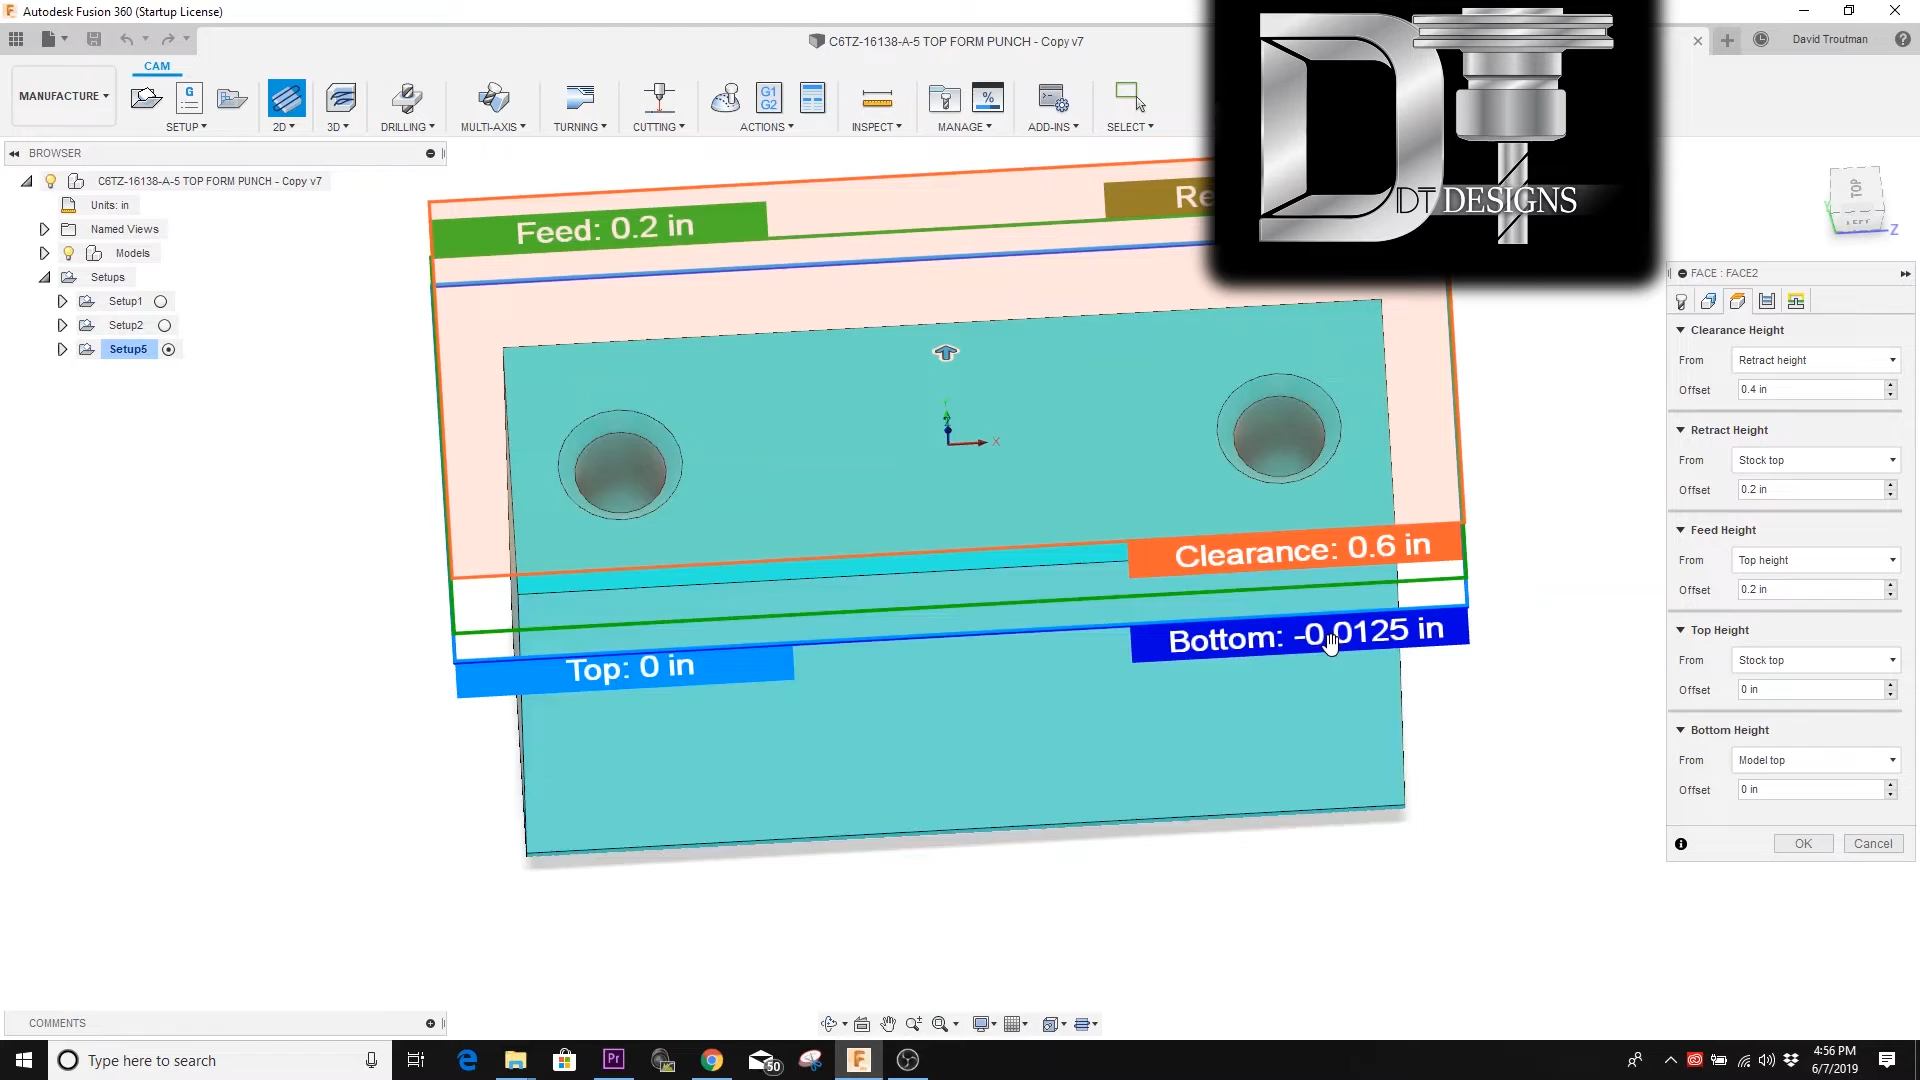 Autodesk Fusion 360 (Startup License)
C6TZ-16138-A-5 TOP FORM PUNCH - Copy v7
David Troutman
CAM
MANUFACTURE
SETUP
2D
3D
DRILLING
MULTI-AXIS
TURNING
CUTTING
G1
G2
ACTIONS
INSPECT
MANAGE
ADD-INS
SELECT
DT DESIGNS
BROWSER
C6TZ-16138-A-5 TOP FORM PUNCH - Copy v7
Units: in
Named Views
Models
Setups
Setup1
Setup2
Setup5
Feed: 0.2 in
Re
Clearance: 0.6 in
Bottom: -0.0125 in
Top: 0 in
X
Y
TOP
LEFT
Z
FACE : FACE2
Clearance Height
From Retract height
Offset 0.4 in
Retract Height
From Stock top
Offset 0.2 in
Feed Height
From Top height
Offset 0.2 in
Top Height
From Stock top
Offset 0 in
Bottom Height
From Model top
Offset 0 in
OK Cancel
COMMENTS
Type here to search
Pr
50
4:56 PM
6/7/2019